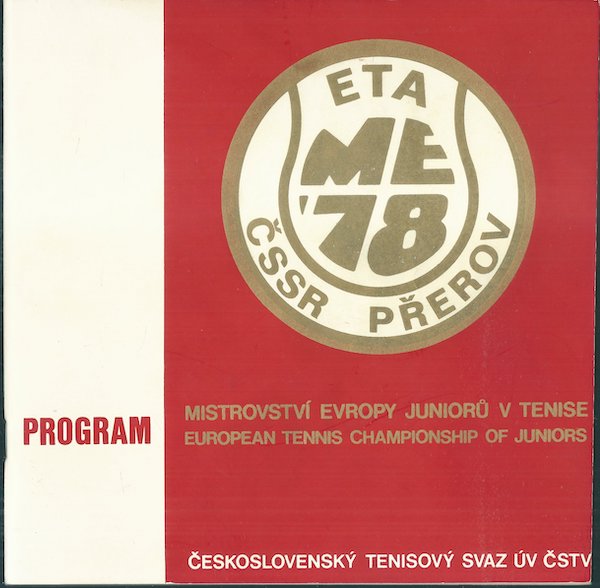 ETA
ME
'78
ČSSR PŘEROV
PROGRAM
MISTROVSTVÍ EVROPY JUNIORŮ V TENISE
EUROPEAN TENNIS CHAMPIONSHIP OF JUNIORS
ČESKOSLOVENSKÝ TENISOVÝ SVAZ ÚV ČSTV